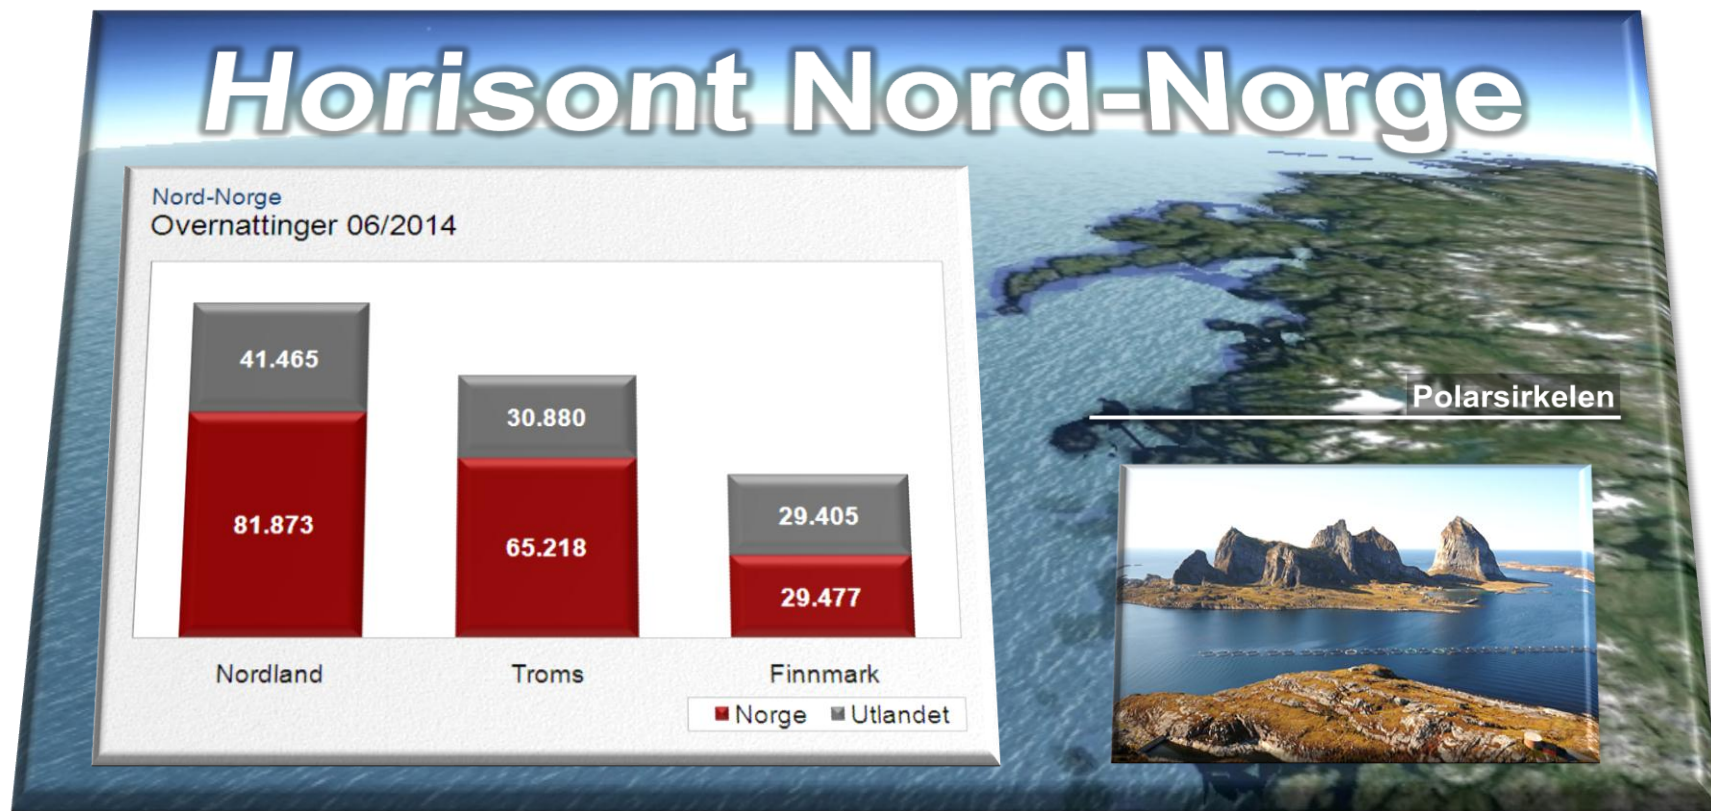 Horisont Nord-Norge
Nord-Norge
Overnattinger 06/2014
41.465
30.880
29.405
81.873
65.218
29.477
Nordland Troms Finnmark
Norge Utlandet
Polarsirkelen